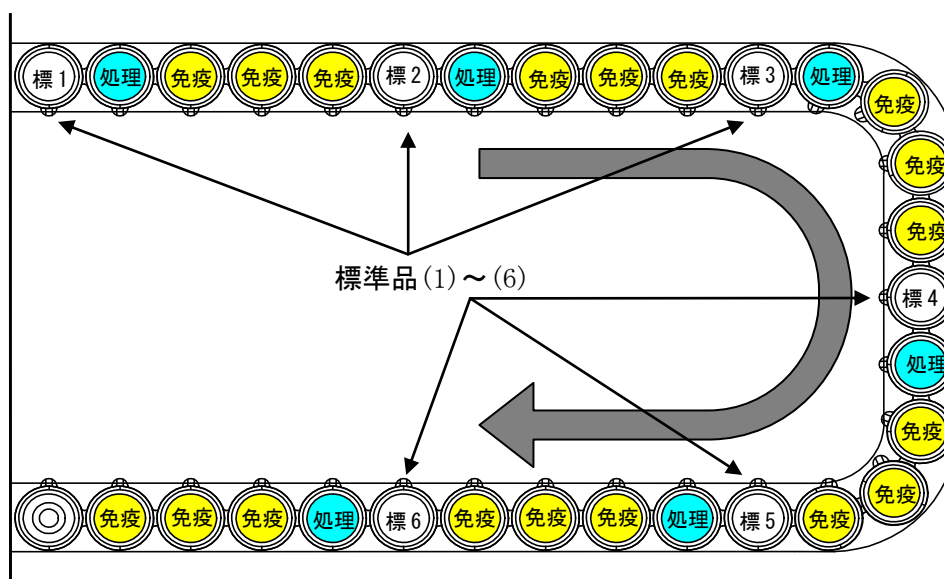 標1 処理 免疫 免疫 免疫 標2 処理 免疫 免疫 免疫 標3 処理
免疫
免疫
免疫
標準品(1)～(6)
標4
処理
免疫
免疫
免疫 免疫 免疫 処理 標6 免疫 免疫 免疫 処理 標5 免疫